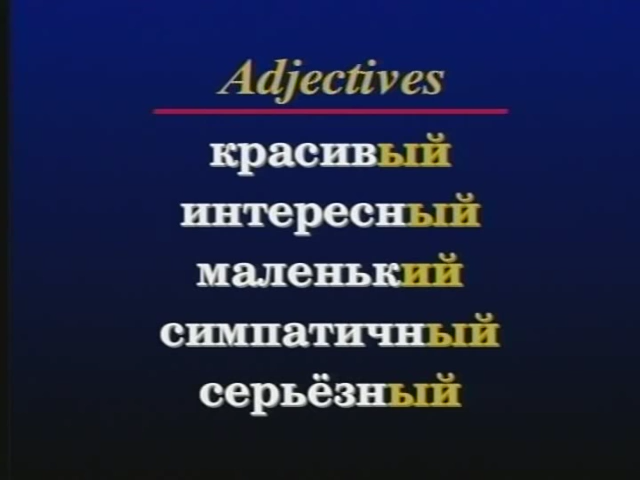 Adjectives
красивый
интересный
маленький
симпатичный
серьёзный